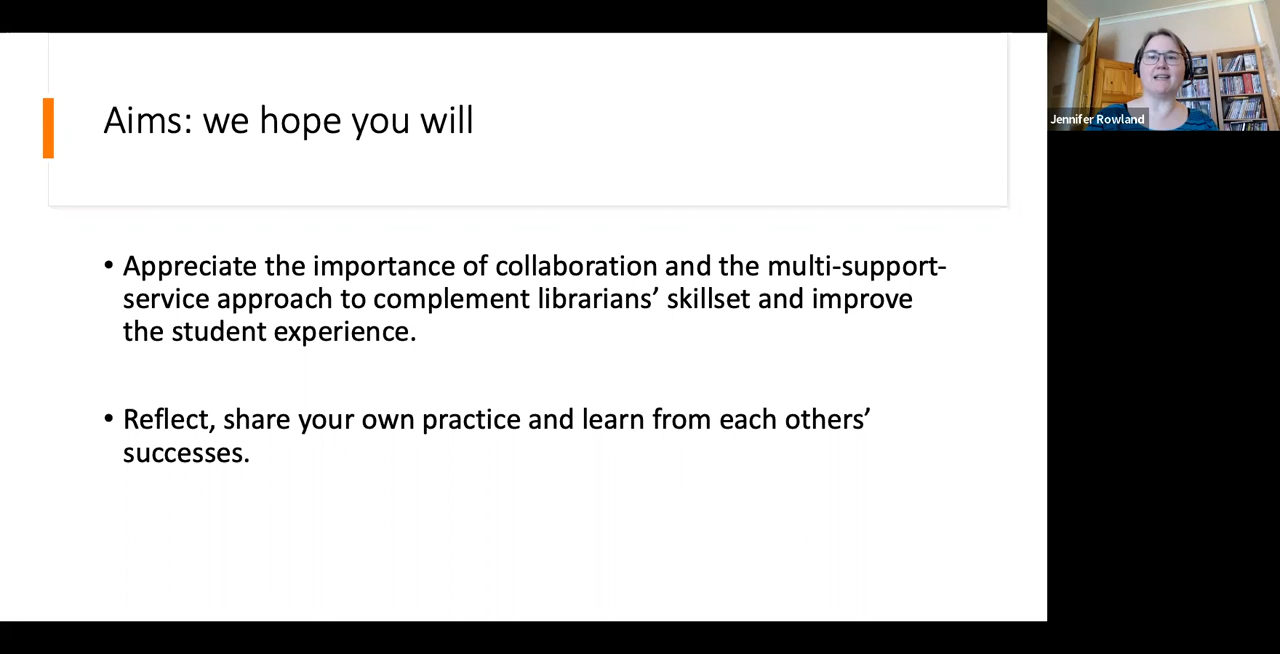 Aims: we hope you will
• Appreciate the importance of collaboration and the multi-support-
service approach to complement librarians’ skillset and improve
the student experience.
• Reflect, share your own practice and learn from each others’
successes.
Jennifer Rowland